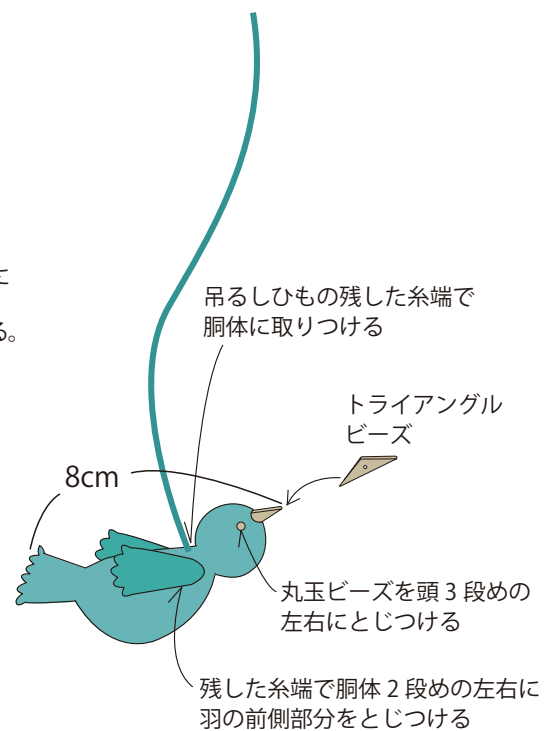 に
る。
吊るしひもの残した糸端で
胴体に取りつける
トライアングル
ビーズ
8cm
丸玉ビーズを頭 3 段めの
左右にとじつける
残した糸端で胴体 2 段めの左右に
羽の前側部分をとじつける